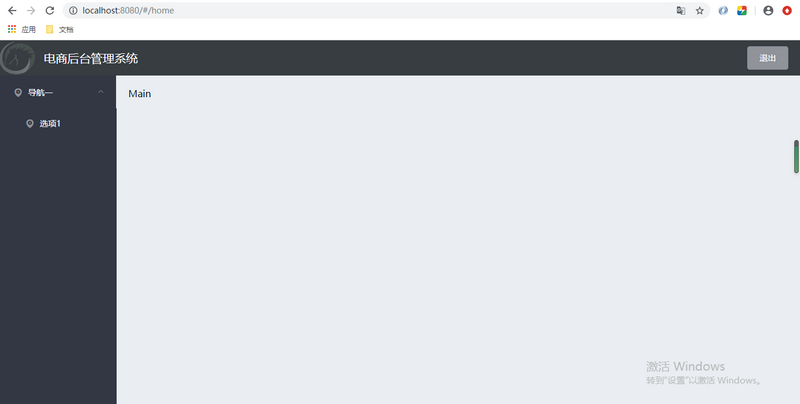 localhost:8080/#/home
应用 文档
电商后台管理系统 退出
导航一
Main
选项1
激活 Windows
转到"设置"以激活 Windows。